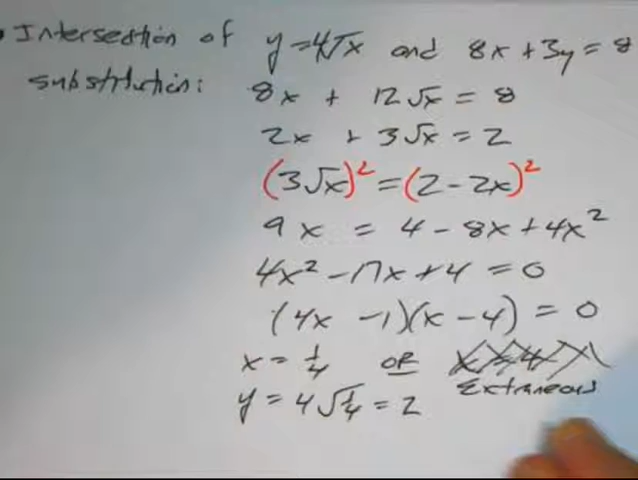 • Intersection of y = 4√x and 8x + 3y = 8
substitution: 8x + 12√x = 8
2x + 3√x = 2
(3√x)² = (2 - 2x)²
9x = 4 - 8x + 4x²
4x² - 17x + 4 = 0
(4x - 1)(x - 4) = 0
x = 1/4 OR x = 4
Extraneous
y = 4√1/4 = 2